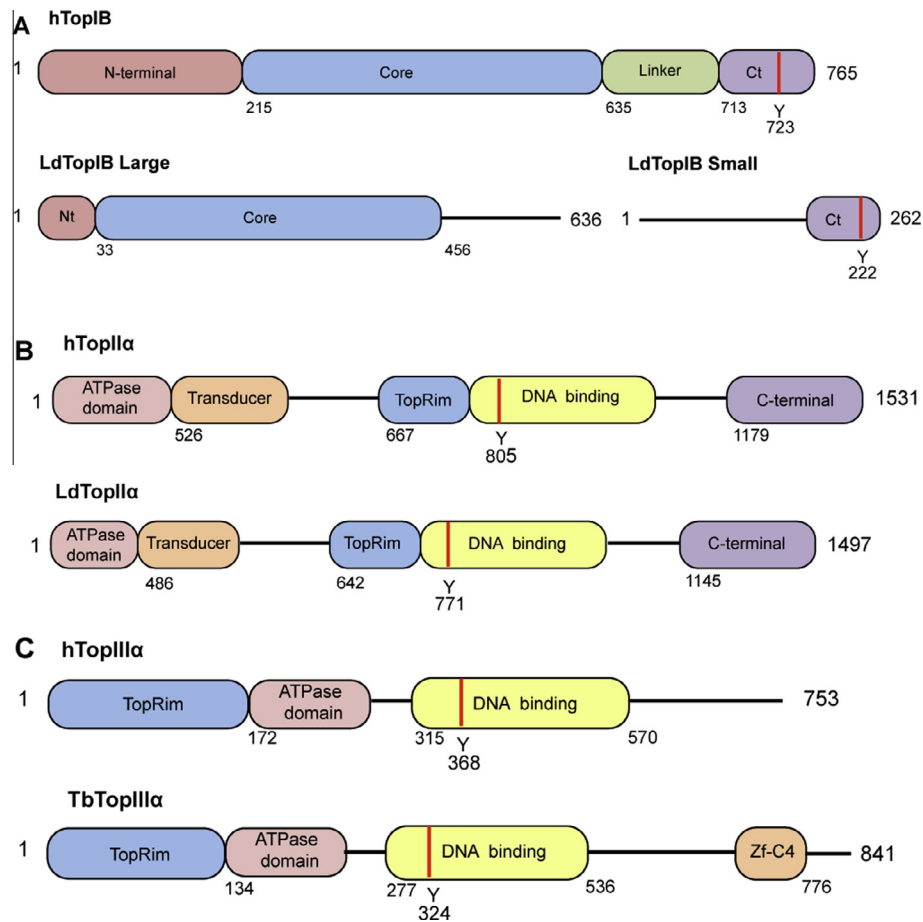 A
hTopIB
1 N-terminal Core Linker Ct 765
215 635 713 Y
723
LdTopIB Large LdTopIB Small
1 Nt Core 636 1 Ct 262
33 456 Y
222
B
hTopIIα
1 ATPase domain Transducer TopRim DNA binding C-terminal 1531
526 667 Y 1179
805
LdTopIIα
1 ATPase domain Transducer TopRim DNA binding C-terminal 1497
486 642 Y 1145
771
C
hTopIIIα
1 TopRim ATPase domain DNA binding 753
172 315 Y 570
368
TbTopIIIα
1 TopRim ATPase domain DNA binding Zf-C4 841
134 277 Y 536 776
324